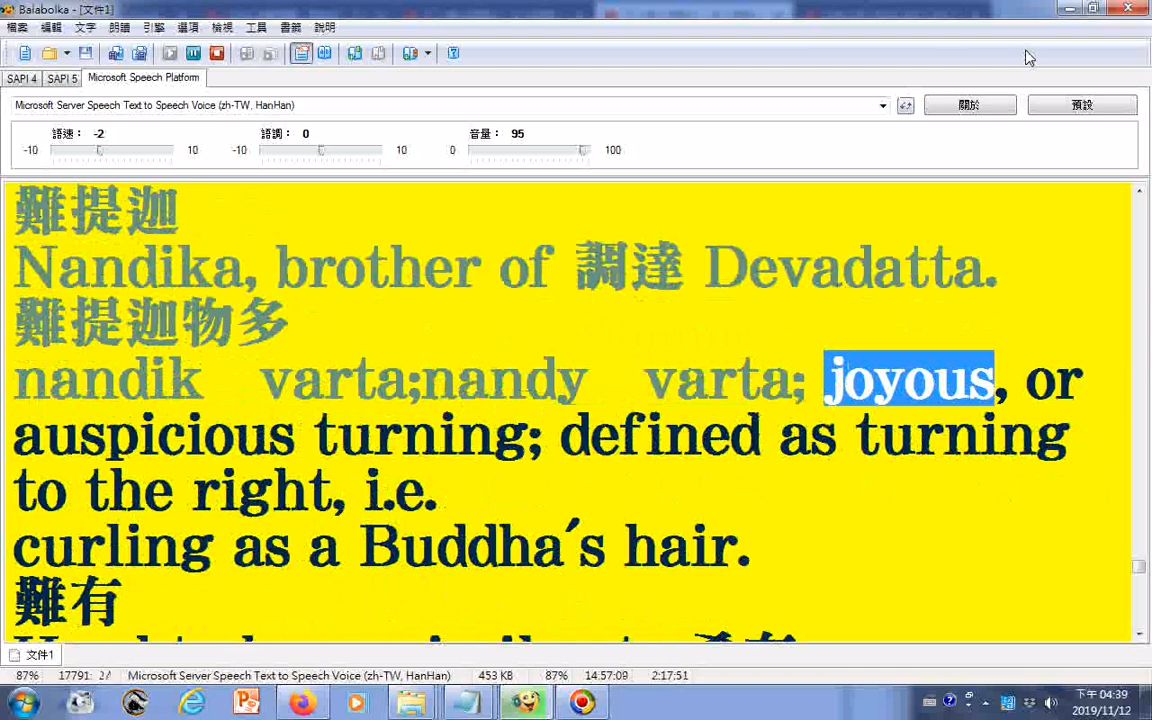 Balabolka - [文件1]
檔案 編輯 文字 朗讀 引擎 選項 檢視 工具 書籤 說明
SAPI 4 SAPI 5 Microsoft Speech Platform
Microsoft Server Speech Text to Speech Voice (zh-TW, HanHan) 關於 預設
語速： -2 語調： 0 音量： 95
-10 10 -10 10 0 100
難提迦
Nandika, brother of 調達 Devadatta.
難提迦物多
nandik varta;nandy varta; joyous, or
auspicious turning; defined as turning
to the right, i.e.
curling as a Buddha's hair.
難有
文件1
87% 17791: Microsoft Server Speech Text to Speech Voice (zh-TW, HanHan) 453 KB 87% 14:57:09 2:17:51
下午 04:39
2019/11/12